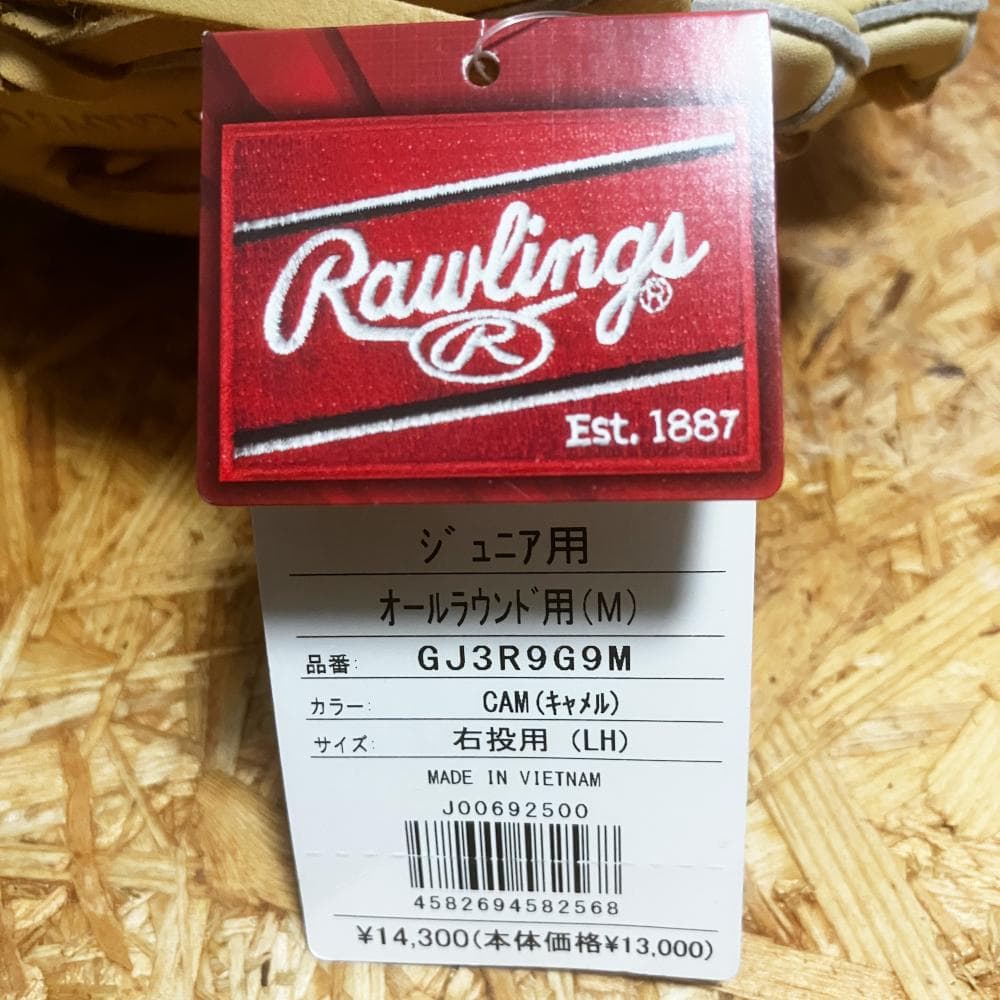 Rawlings®
R
Est. 1887
ジュニア用
オールラウンド用(M)
品番: GJ3R9G9M
カラー: CAM(キャメル)
サイズ: 右投用 (LH)
MADE IN VIETNAM
J00692500
4582694582568
¥14,300(本体価格¥13,000)